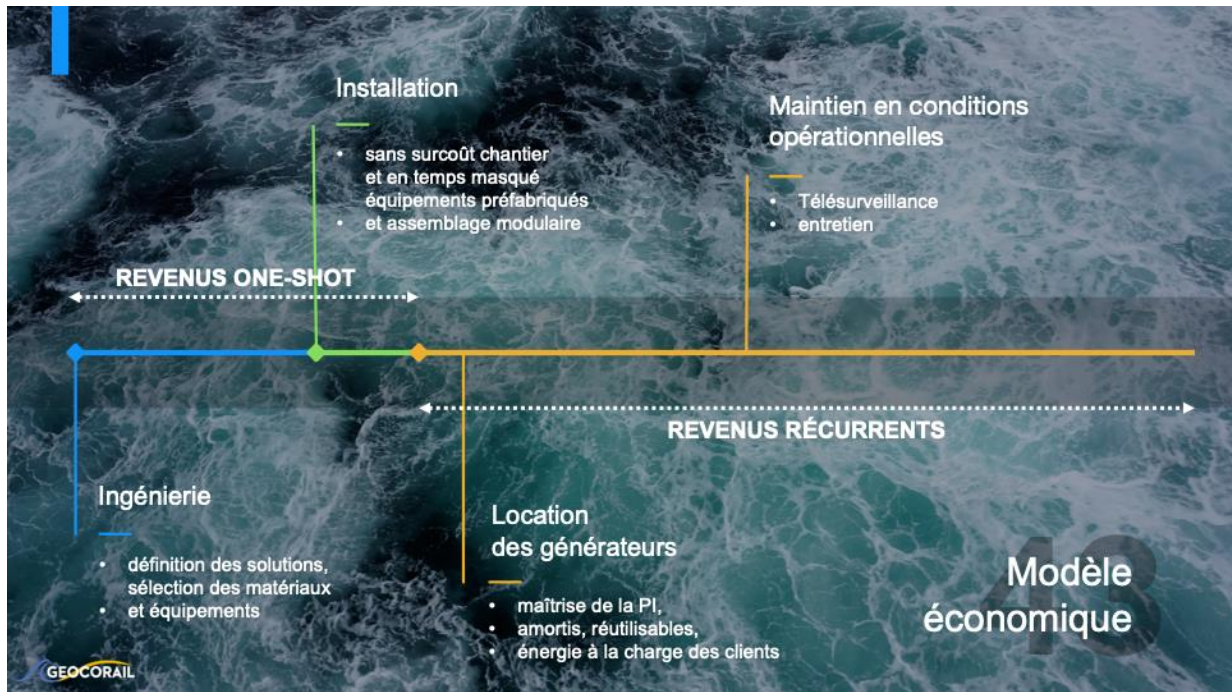 Installation
• sans surcoût chantier
et en temps masqué
équipements préfabriqués
• et assemblage modulaire
Maintien en conditions
opérationnelles
• Télésurveillance
• entretien
REVENUS ONE-SHOT
REVENUS RÉCURRENTS
Ingénierie
• définition des solutions,
sélection des matériaux
• et équipements
Location
des générateurs
• maîtrise de la PI,
• amortis, réutilisables,
• énergie à la charge des clients
43
Modèle
économique
GEOCORAIL